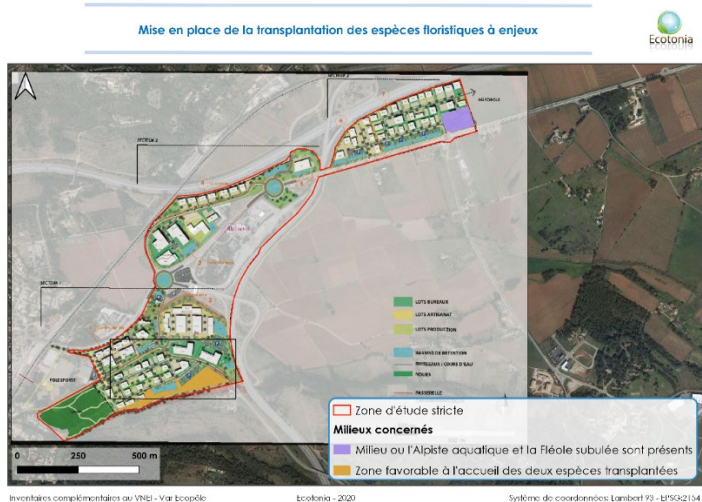 Mise en place de la transplantation des espèces floristiques à enjeux
Ecotonia
SECTEUR 3
SECTEUR 2
SECTEUR 1
LOTS BUREAUX
LOTS ARTISANAT
LOTS PRODUCTION
BASSINS DE RETENTION
COURS D'EAU
PASSERELLE
Zone d'étude stricte
Milieux concernés
Milieu ou l'Alpiste aquatique et la Fléole subulée sont présents
Zone favorable à l'accueil des deux espèces transplantées
0 250 500 m
Inventaires complémentaires au VNEI - Var Ecopôle
Ecotonia - 2020
Système de coordonnées: Lambert 93 - EPSG:2154